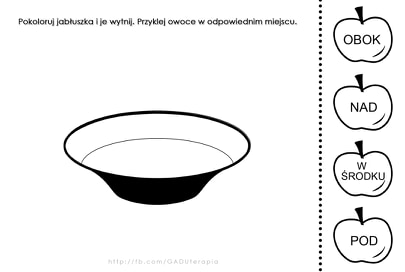 Pokoloruj jabłuszka i je wytnij. Przyklej owoce w odpowiednim miejscu.
OBOK
NAD
W
ŚRODKU
POD
http://fb.com/GADUterapia